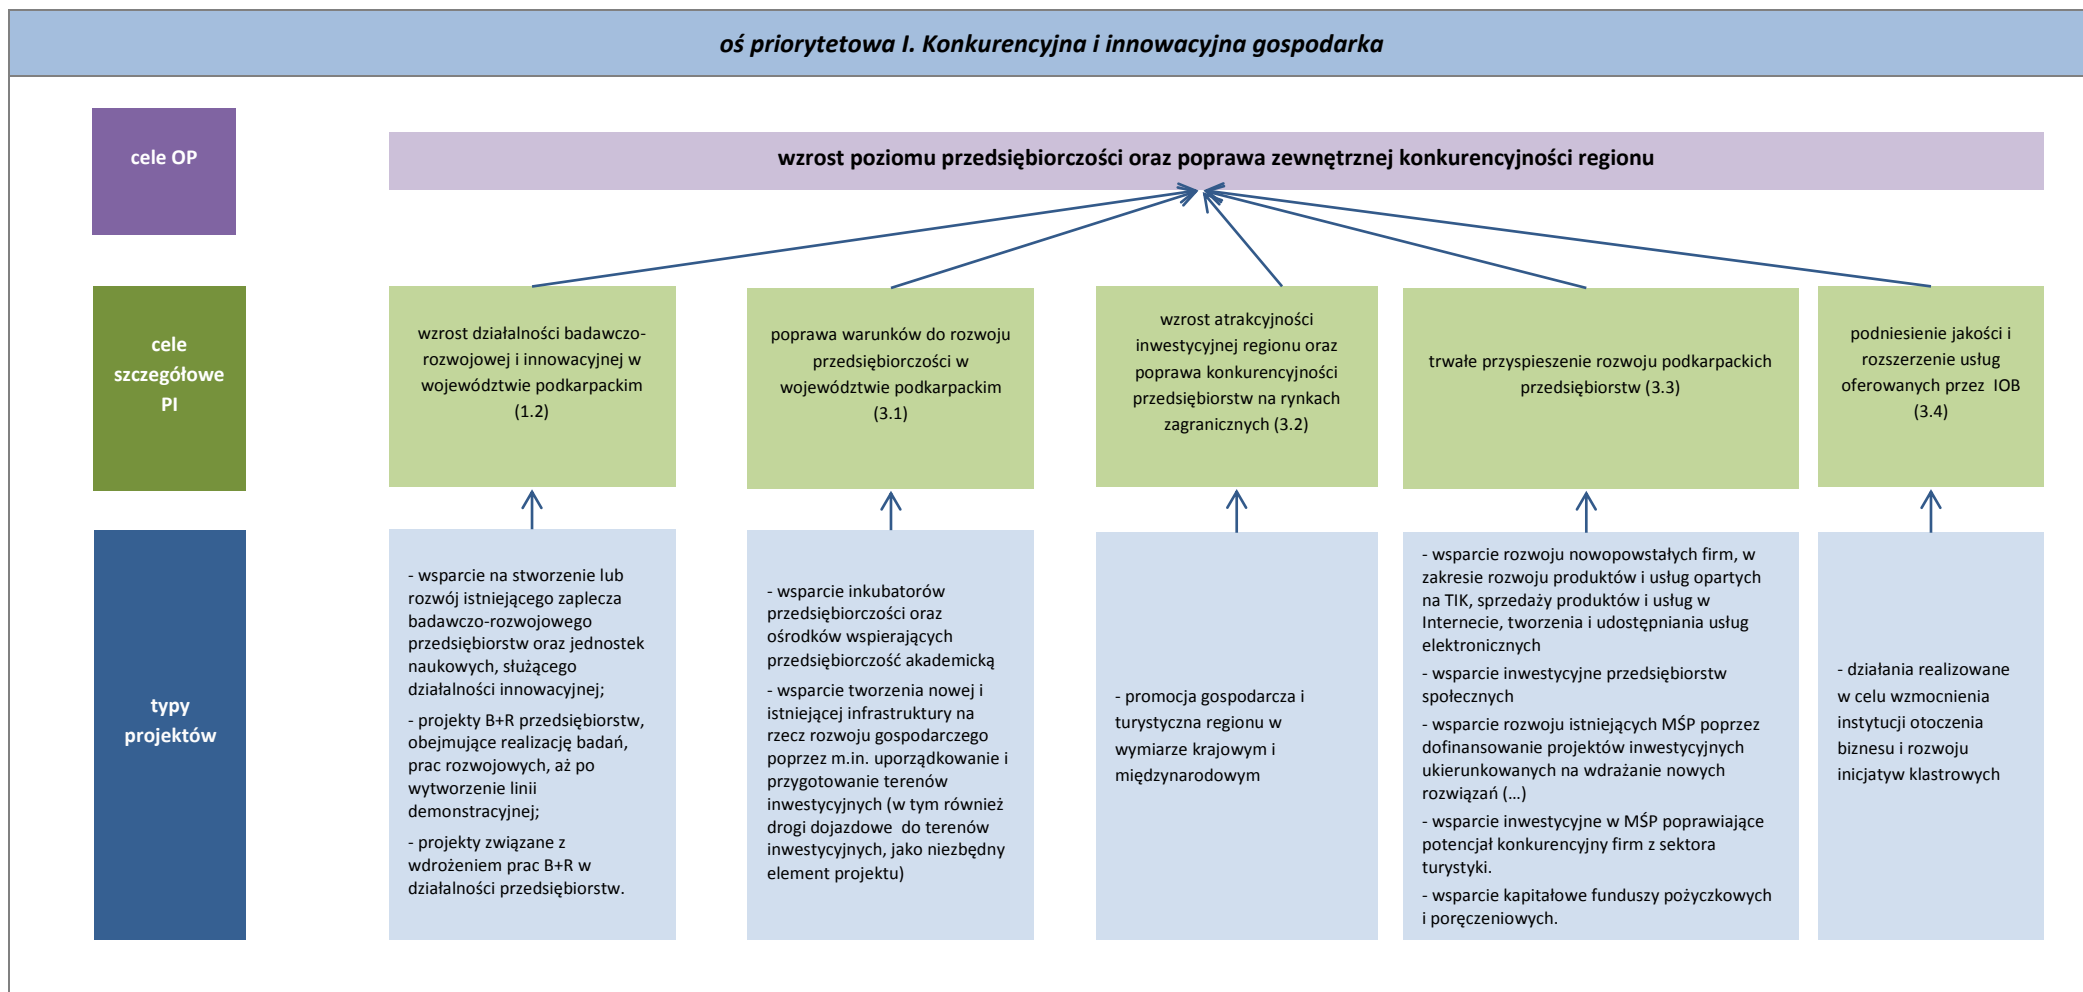 oś priorytetowa I. Konkurencyjna i innowacyjna gospodarka
cele OP
wzrost poziomu przedsiębiorczości oraz poprawa zewnętrznej konkurencyjności regionu
cele
szczegółowe
PI
wzrost działalności badawczo-
rozwojowej i innowacyjnej w
województwie podkarpackim
(1.2)
poprawa warunków do rozwoju
przedsiębiorczości w
województwie podkarpackim
(3.1)
wzrost atrakcyjności
inwestycyjnej regionu oraz
poprawa konkurencyjności
przedsiębiorstw na rynkach
zagranicznych (3.2)
trwałe przyspieszenie rozwoju podkarpackich
przedsiębiorstw (3.3)
podniesienie jakości i
rozszerzenie usług
oferowanych przez  IOB
(3.4)
typy
projektów
- wsparcie na stworzenie lub
rozwój istniejącego zaplecza
badawczo-rozwojowego
przedsiębiorstw oraz jednostek
naukowych, służącego
działalności innowacyjnej;
- projekty B+R przedsiębiorstw,
obejmujące realizację badań,
prac rozwojowych, aż po
wytworzenie linii
demonstracyjnej;
- projekty związane z
wdrożeniem prac B+R w
działalności przedsiębiorstw.
- wsparcie inkubatorów
przedsiębiorczości oraz
ośrodków wspierających
przedsiębiorczość akademicką
- wsparcie tworzenia nowej i
istniejącej infrastruktury na
rzecz rozwoju gospodarczego
poprzez m.in. uporządkowanie i
przygotowanie terenów
inwestycyjnych (w tym również
drogi dojazdowe  do terenów
inwestycyjnych, jako niezbędny
element projektu)
- promocja gospodarcza i
turystyczna regionu w
wymiarze krajowym i
międzynarodowym
- wsparcie rozwoju nowopowstałych firm, w
zakresie rozwoju produktów i usług opartych
na TIK, sprzedaży produktów i usług w
Internecie, tworzenia i udostępniania usług
elektronicznych
- wsparcie inwestycyjne przedsiębiorstw
społecznych
- wsparcie rozwoju istniejących MŚP poprzez
dofinansowanie projektów inwestycyjnych
ukierunkowanych na wdrażanie nowych
rozwiązań (…)
- wsparcie inwestycyjne w MŚP poprawiające
potencjał konkurencyjny firm z sektora
turystyki.
- wsparcie kapitałowe funduszy pożyczkowych
i poręczeniowych.
- działania realizowane
w celu wzmocnienia
instytucji otoczenia
biznesu i rozwoju
inicjatyw klastrowych